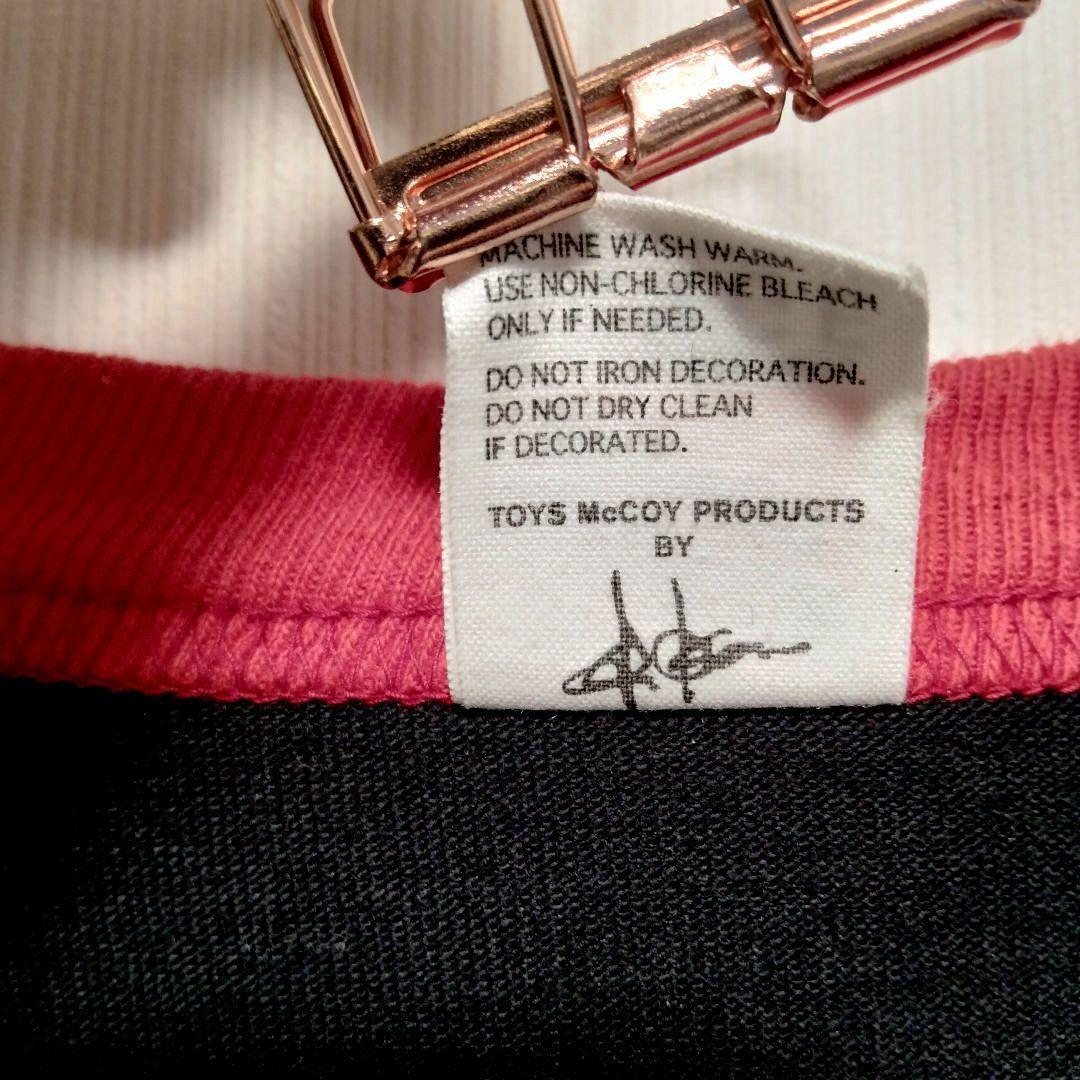 MACHINE WASH WARM.
USE NON-CHLORINE BLEACH
ONLY IF NEEDED.
DO NOT IRON DECORATION.
DO NOT DRY CLEAN
IF DECORATED.
TOYS McCOY PRODUCTS
BY